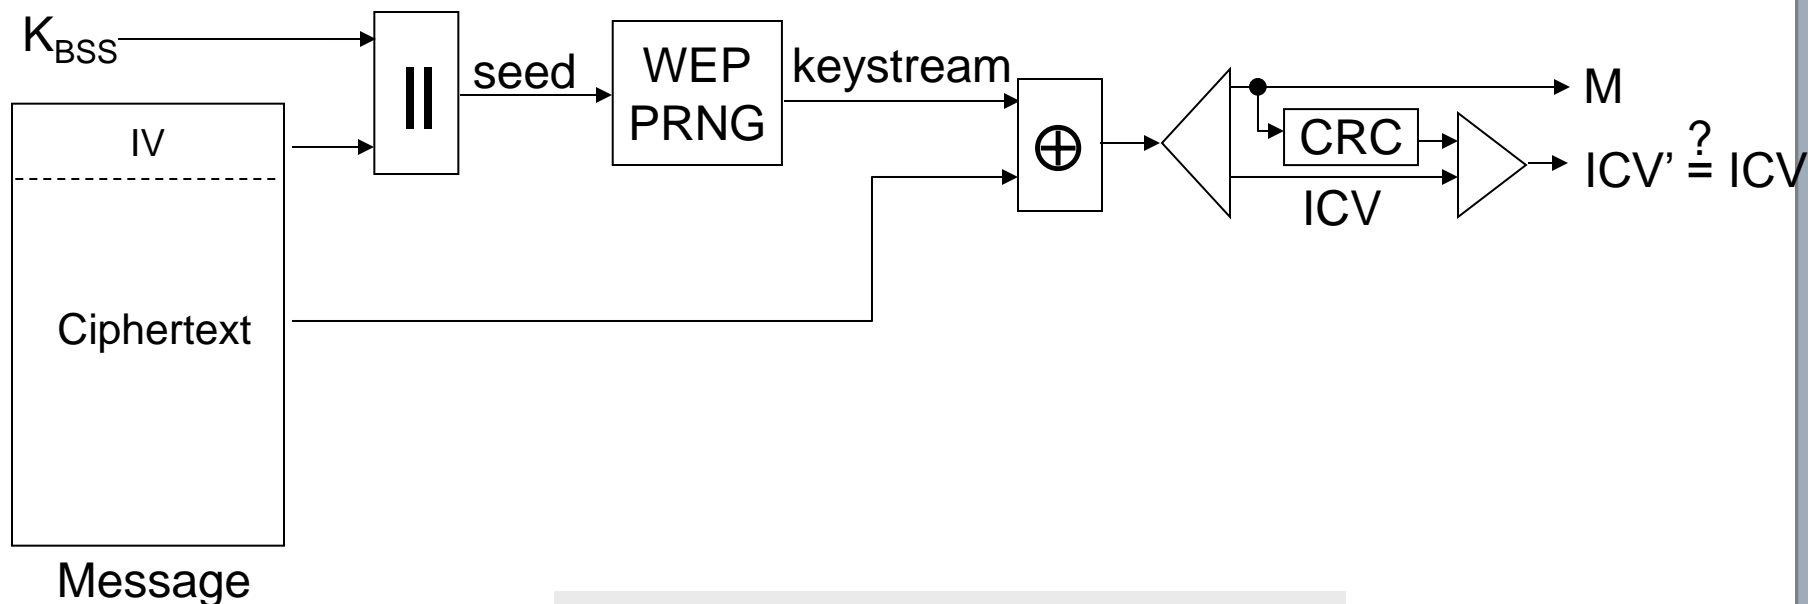 K_BSS
||
seed
WEP
PRNG
keystream
⊕
M
IV
CRC
ICV' ≟ ICV
ICV
Ciphertext
Message